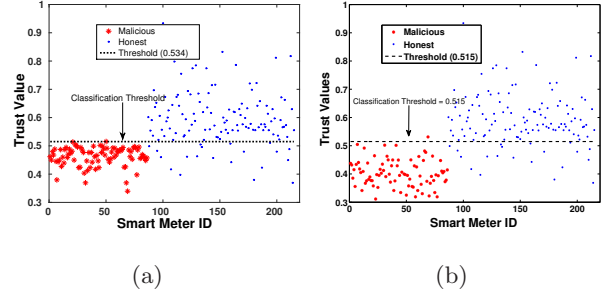 Malicious
Honest
Threshold (0.534)
Classification Threshold
Trust Value
1
0.9
0.8
0.7
0.6
0.5
0.4
0.3
0 50 100 150 200
Smart Meter ID
(a)
Malicious
Honest
Threshold (0.515)
Classification Threshold = 0.515
Trust Values
1
0.9
0.8
0.7
0.6
0.5
0.4
0.3
0 50 100 150 200
Smart Meter ID
(b)